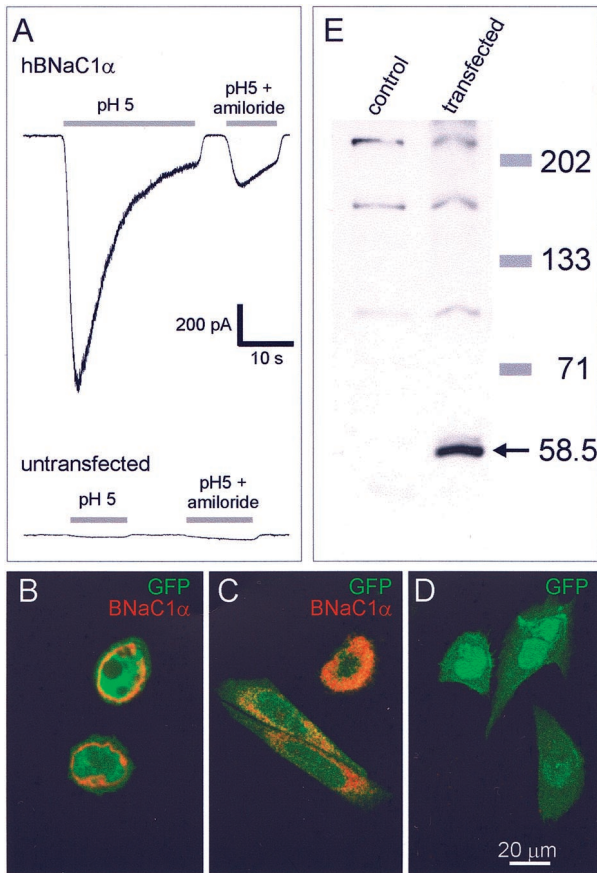 A
hBNaC1α
pH 5
pH5 +
amiloride
200 pA
10 s
untransfected
pH 5
pH5 +
amiloride
E
control
transfected
202
133
71
58.5
B
GFP
BNaC1α
C
GFP
BNaC1α
D
GFP
20 μm